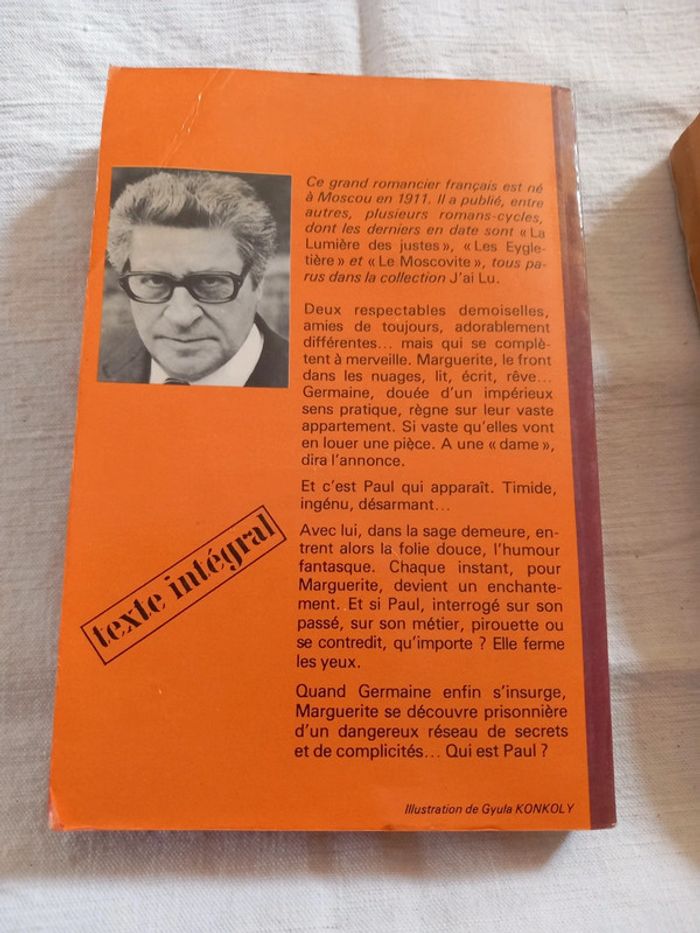 Ce grand romancier français est né
à Moscou en 1911. Il a publié, entre
autres, plusieurs romans-cycles,
dont les derniers en date sont « La
Lumière des justes », « Les Eygle-
tière » et « Le Moscovite », tous pa-
rus dans la collection J'ai Lu.
Deux respectables demoiselles,
amies de toujours, adorablement
différentes... mais qui se complè-
tent à merveille. Marguerite, le front
dans les nuages, lit, écrit, rêve...
Germaine, douée d'un impérieux
sens pratique, règne sur leur vaste
appartement. Si vaste qu'elles vont
en louer une pièce. A une « dame »,
dira l'annonce.
Et c'est Paul qui apparaît. Timide,
ingénu, désarmant...
Avec lui, dans la sage demeure, en-
trent alors la folie douce, l'humour
fantasque. Chaque instant, pour
Marguerite, devient un enchante-
ment. Et si Paul, interrogé sur son
passé, sur son métier, pirouette ou
se contredit, qu'importe ? Elle ferme
les yeux.
Quand Germaine enfin s'insurge,
Marguerite se découvre prisonnière
d'un dangereux réseau de secrets
et de complicités... Qui est Paul ?
texte intégral
Illustration de Gyula KONKOLY